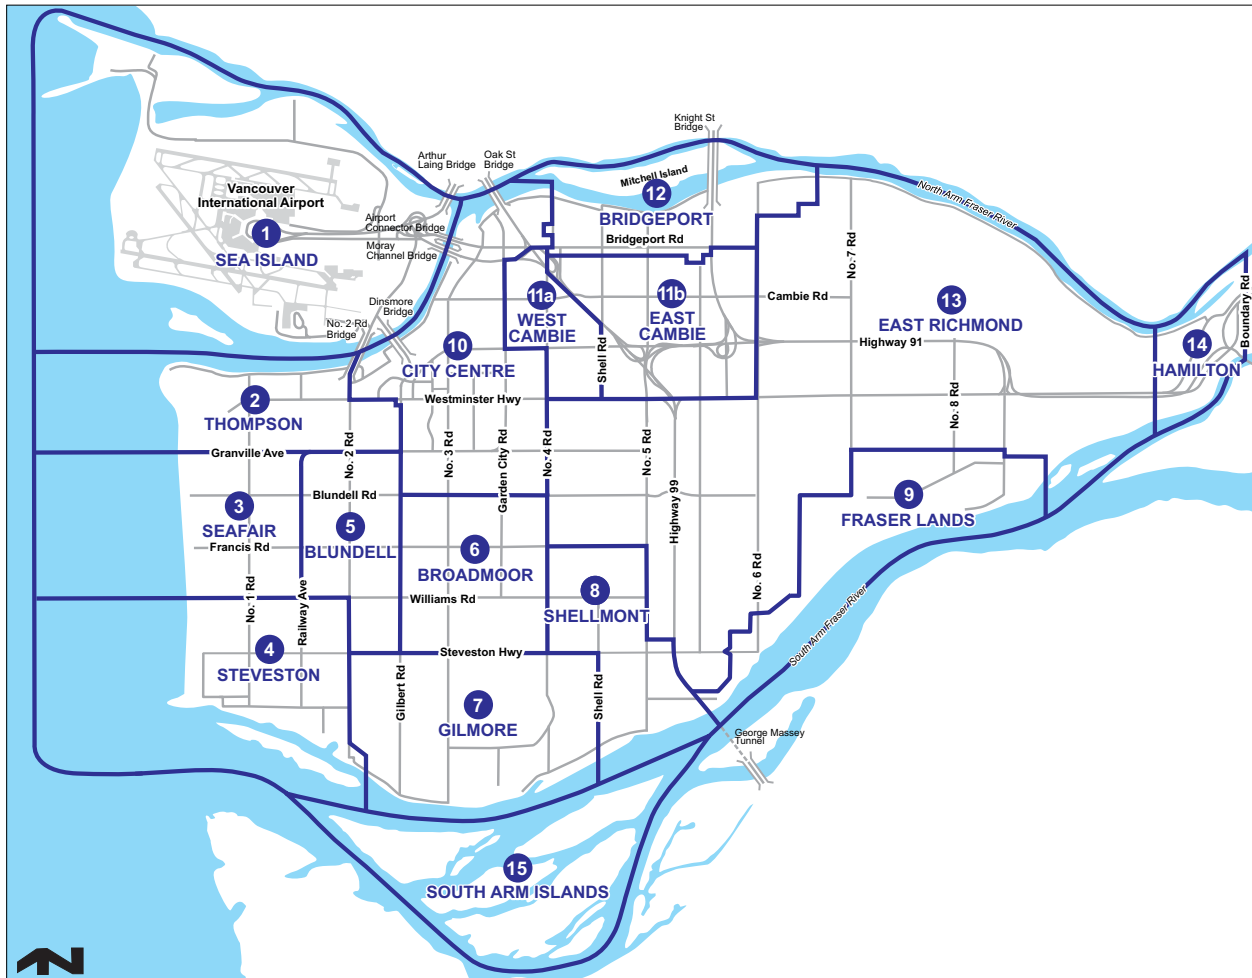 Knight St
Bridge
Arthur
Laing Bridge
Oak St
Bridge
Mitchell Island
12
BRIDGEPORT
Bridgeport Rd
North Arm Fraser River
Vancouver
International Airport
1
SEA ISLAND
Airport
Connector Bridge
Moray
Channel Bridge
Dinsmore
Bridge
No. 2 Rd
Bridge
No. 7 Rd
11a
WEST
CAMBIE
11b
EAST
CAMBIE
Cambie Rd
13
EAST RICHMOND
Highway 91
Boundary Rd
14
HAMILTON
10
CITY CENTRE
Shell Rd
Westminster Hwy
No. 8 Rd
2
THOMPSON
Granville Ave
No. 2 Rd
No. 3 Rd
Garden City Rd
No. 4 Rd
No. 5 Rd
Highway 99
Blundell Rd
3
SEAFAIR
5
BLUNDELL
9
FRASER LANDS
Francis Rd
6
BROADMOOR
No. 1 Rd
Railway Ave
Williams Rd
8
SHELLMONT
No. 6 Rd
South Arm Fraser River
4
STEVESTON
Steveston Hwy
Gilbert Rd
7
GILMORE
Shell Rd
George Massey
Tunnel
15
SOUTH ARM ISLANDS
N